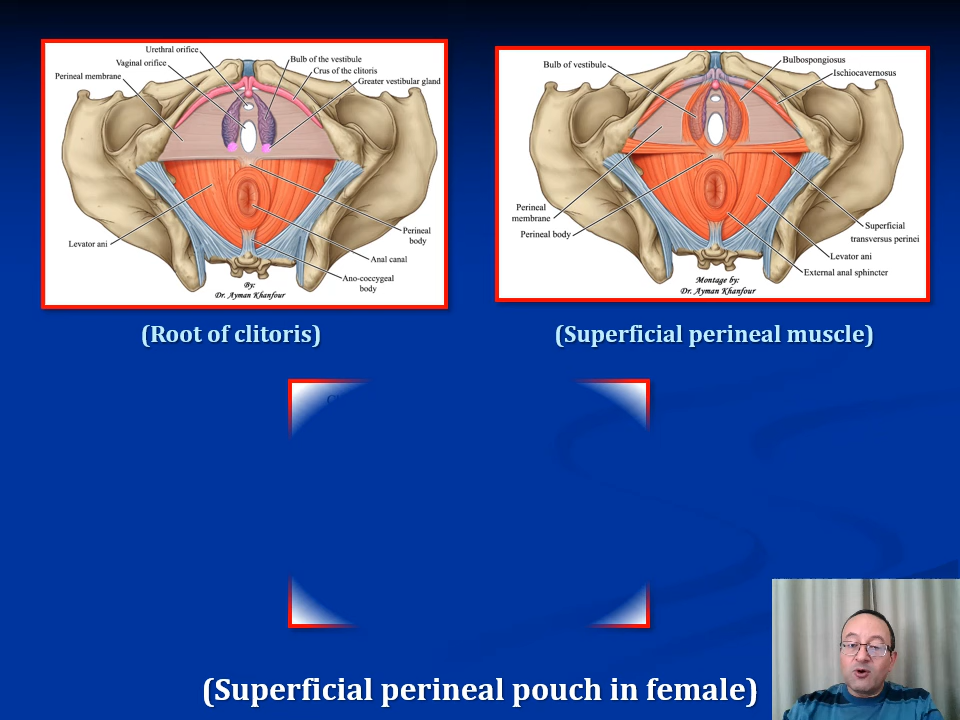 Urethral orifice
Vaginal orifice
Bulb of the vestibule
Crus of the clitoris
Perineal membrane
Greater vestibular gland
Levator ani
Perineal
body
Anal canal
Ano-coccygeal
body
By:
Dr. Ayman Khanfour
(Root of clitoris)
Bulb of vestibule
Bulbospongiosus
Ischiocavernosus
Perineal
membrane
Perineal body
Superficial
transversus perinei
Levator ani
External anal sphincter
Montage by:
Dr. Ayman Khanfour
(Superficial perineal muscle)
(Superficial perineal pouch in female)